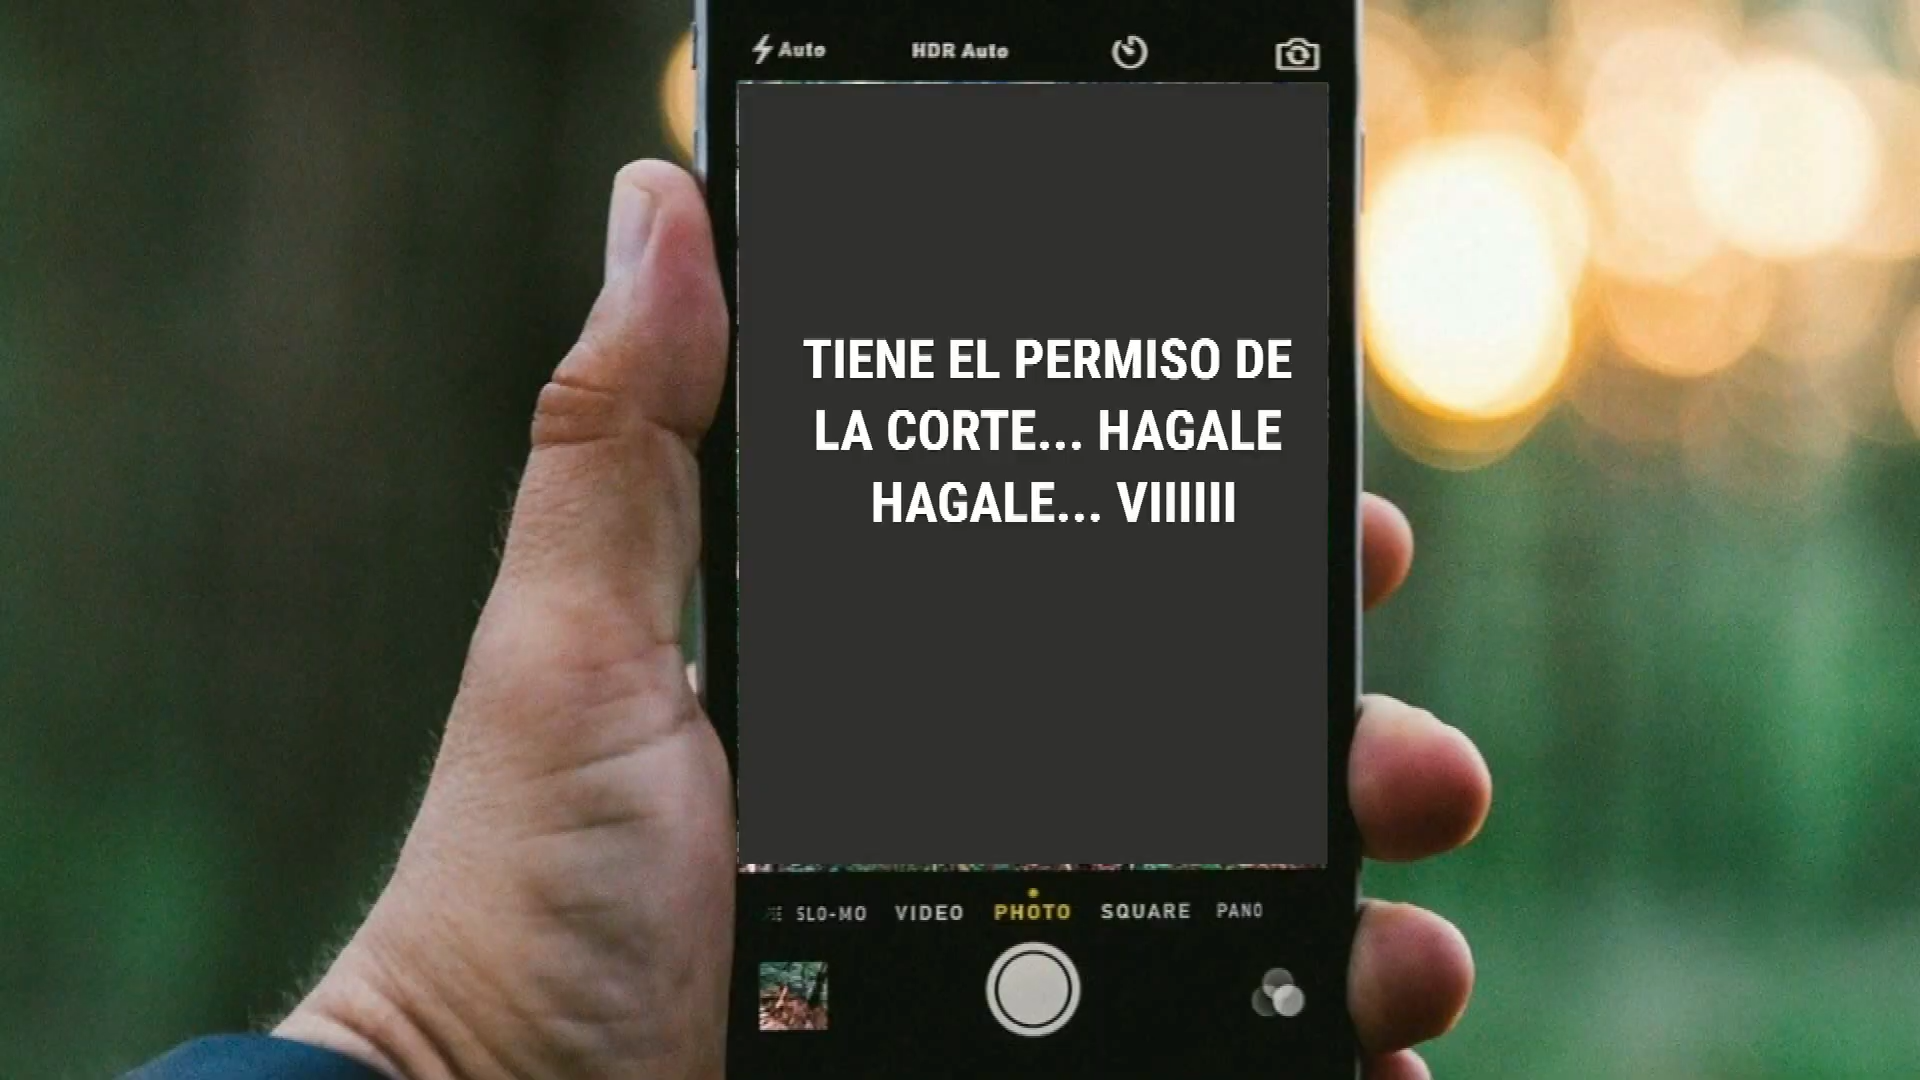 Auto HDR Auto
TIENE EL PERMISO DE
LA CORTE... HAGALE
HAGALE... VIIIIII
SLO-MO VIDEO PHOTO SQUARE PANO